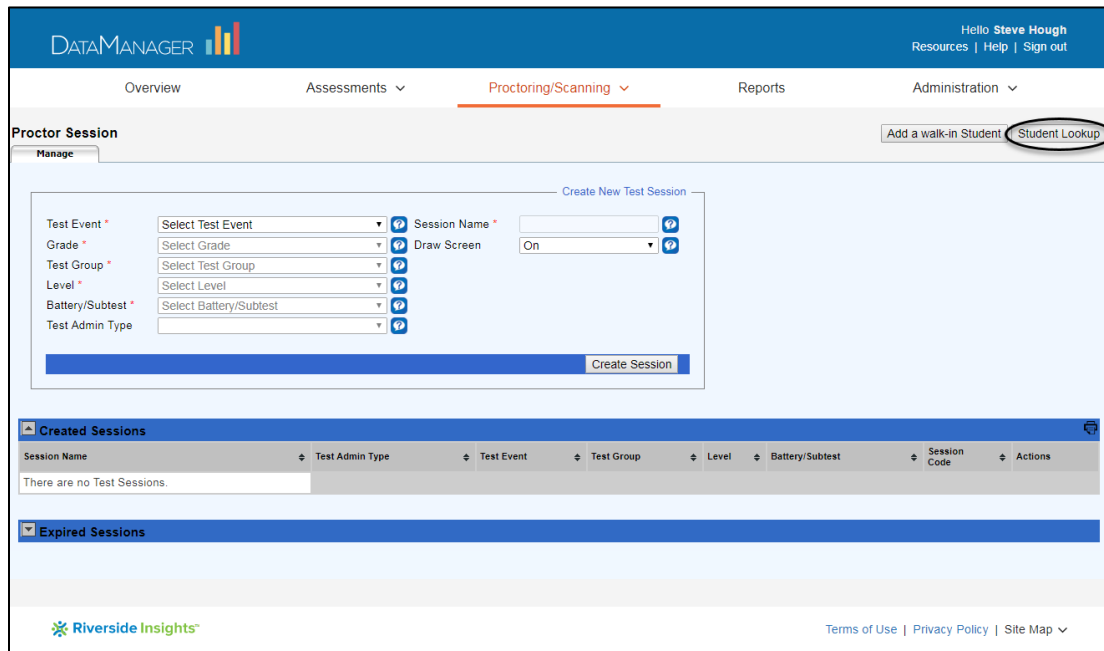 Hello Steve Hough
DATAMANAGER
Resources | Help | Sign out
Overview Assessments Proctoring/Scanning Reports Administration
Proctor Session
Add a walk-in Student Student Lookup
Manage
Create New Test Session
Test Event * Select Test Event ? Session Name * ?
Grade * Select Grade ? Draw Screen On ?
Test Group * Select Test Group ?
Level * Select Level ?
Battery/Subtest * Select Battery/Subtest ?
Test Admin Type ?
Create Session
Created Sessions
Session Name Test Admin Type Test Event Test Group Level Battery/Subtest Session Code Actions
There are no Test Sessions.
Expired Sessions
Riverside Insights™ Terms of Use | Privacy Policy | Site Map